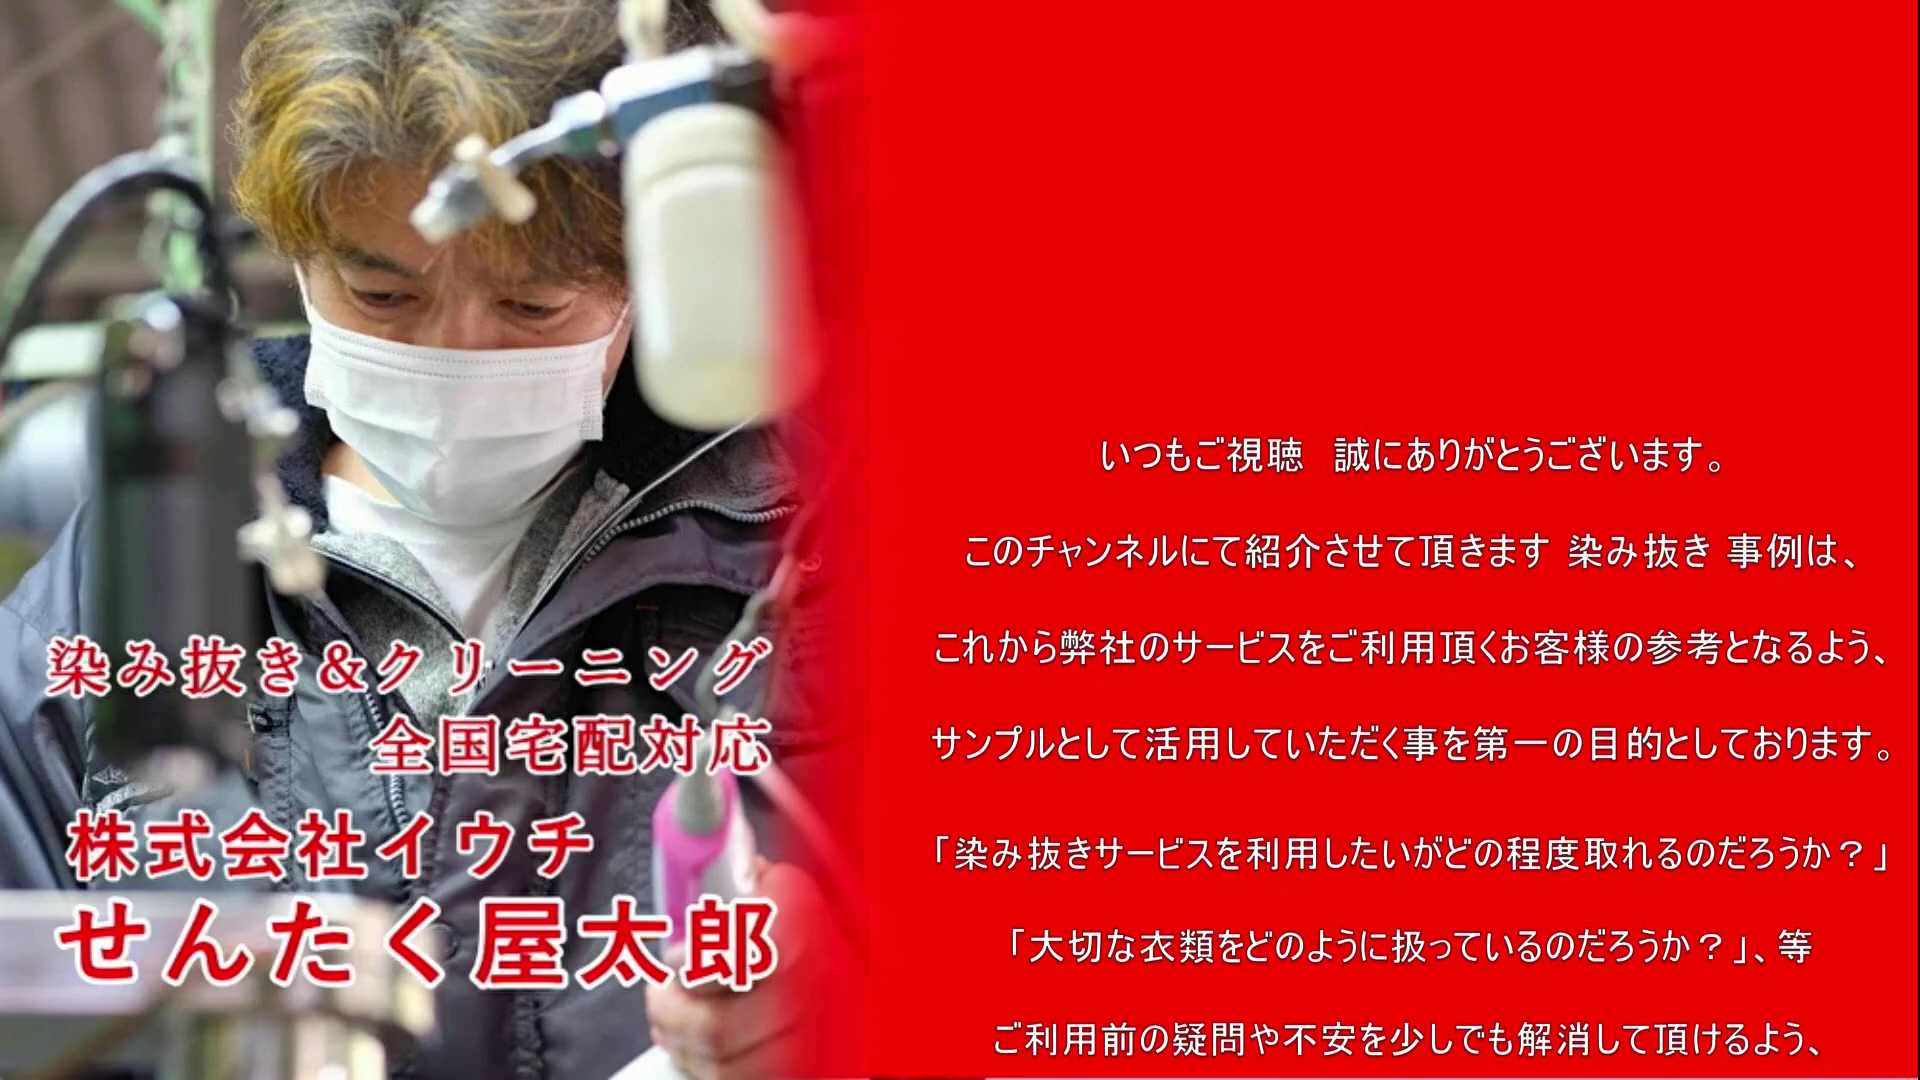 染み抜き&クリーニング
全国宅配対応
株式会社イウチ
せんたく屋太郎
いつもご視聴　誠にありがとうございます。
このチャンネルにて紹介させて頂きます 染み抜き 事例は、
これから弊社のサービスをご利用頂くお客様の参考となるよう、
サンプルとして活用していただく事を第一の目的としております。
「染み抜きサービスを利用したいがどの程度取れるのだろうか？」
「大切な衣類をどのように扱っているのだろうか？」、等
ご利用前の疑問や不安を少しでも解消して頂けるよう、